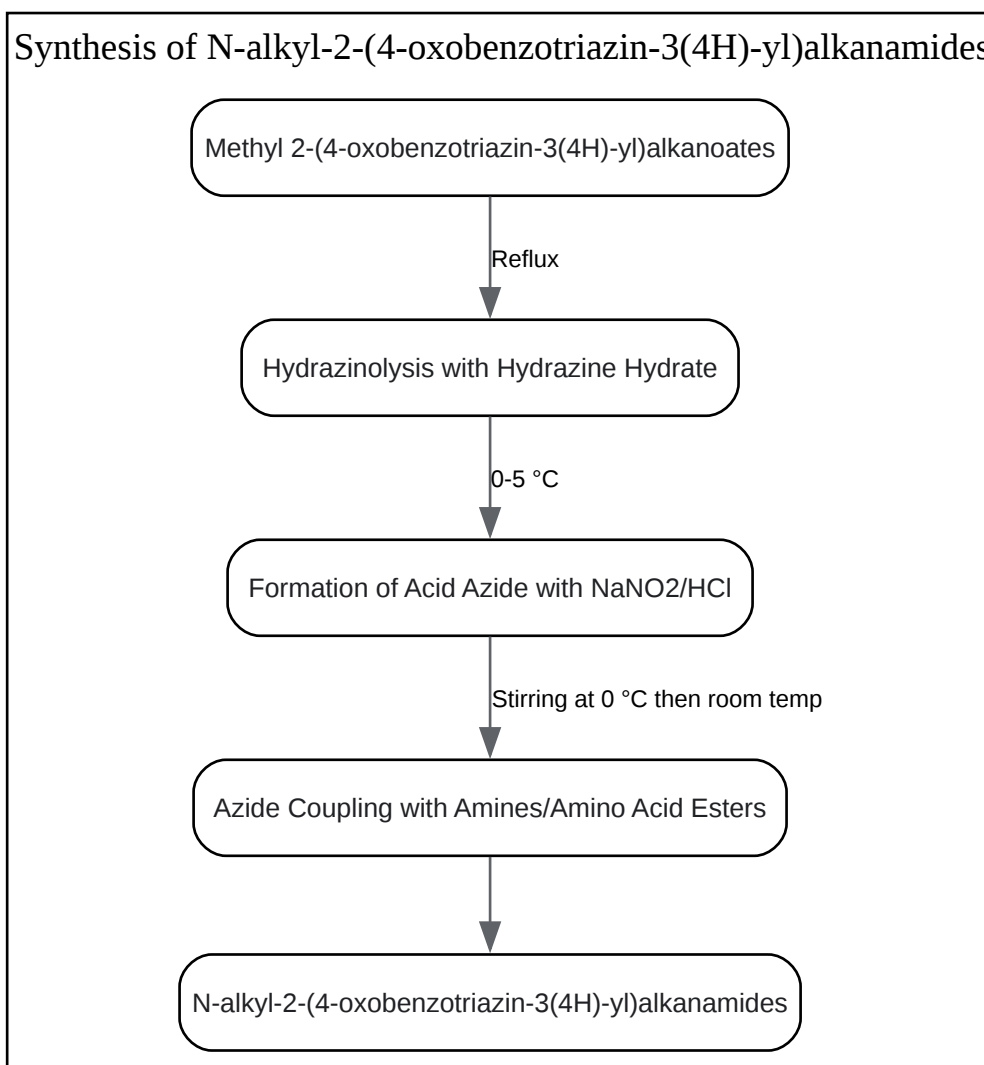 Synthesis of N-alkyl-2-(4-oxobenzotriazin-3(4H)-yl)alkanamides
Methyl 2-(4-oxobenzotriazin-3(4H)-yl)alkanoates
Reflux
Hydrazinolysis with Hydrazine Hydrate
0-5 °C
Formation of Acid Azide with NaNO2/HCl
Stirring at 0 °C then room temp
Azide Coupling with Amines/Amino Acid Esters
N-alkyl-2-(4-oxobenzotriazin-3(4H)-yl)alkanamides